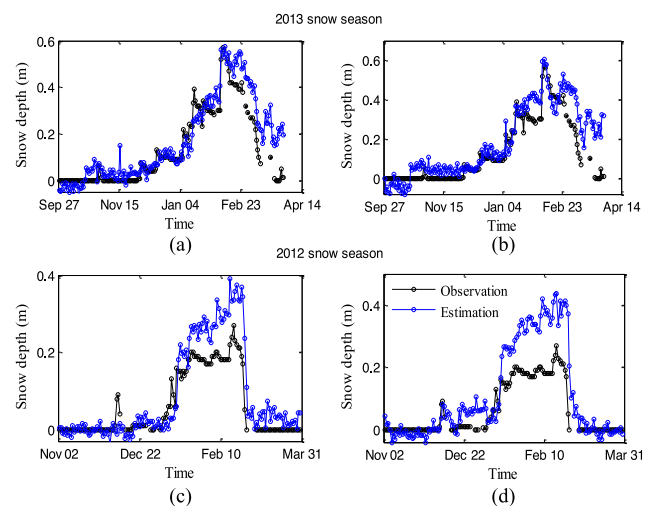 2013 snow season
Snow depth (m)
0.6
0.4
0.2
0
Sep 27 Nov 15 Jan 04 Feb 23 Apr 14
Time
(a)
Snow depth (m)
0.6
0.4
0.2
0
Sep 27 Nov 15 Jan 04 Feb 23 Apr 14
Time
(b)
2012 snow season
Snow depth (m)
0.4
0.2
0
Nov 02 Dec 22 Feb 10 Mar 31
Time
(c)
Snow depth (m)
0.4
0.2
0
Observation
Estimation
Nov 02 Dec 22 Feb 10 Mar 31
Time
(d)